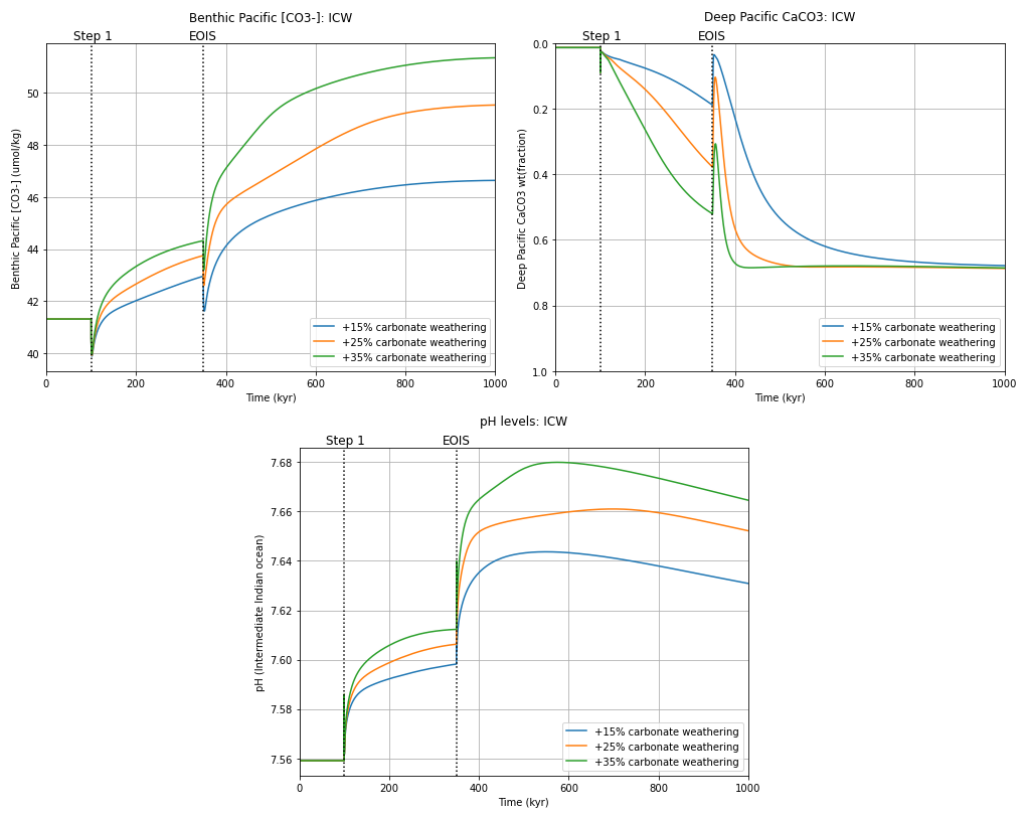 Benthic Pacific [CO3-]: ICW
Step 1 EOIS
Benthic Pacific [CO3-] (umol/kg)
50
48
46
44
42
40
+15% carbonate weathering
+25% carbonate weathering
+35% carbonate weathering
0 200 400 600 800 1000
Time (kyr)
Deep Pacific CaCO3: ICW
Step 1 EOIS
Deep Pacific CaCO3 wt(fraction)
0.0
0.2
0.4
0.6
0.8
1.0
+15% carbonate weathering
+25% carbonate weathering
+35% carbonate weathering
0 200 400 600 800 1000
Time (kyr)
pH levels: ICW
Step 1 EOIS
pH (Intermediate Indian ocean)
7.68
7.66
7.64
7.62
7.60
7.58
7.56
+15% carbonate weathering
+25% carbonate weathering
+35% carbonate weathering
0 200 400 600 800 1000
Time (kyr)